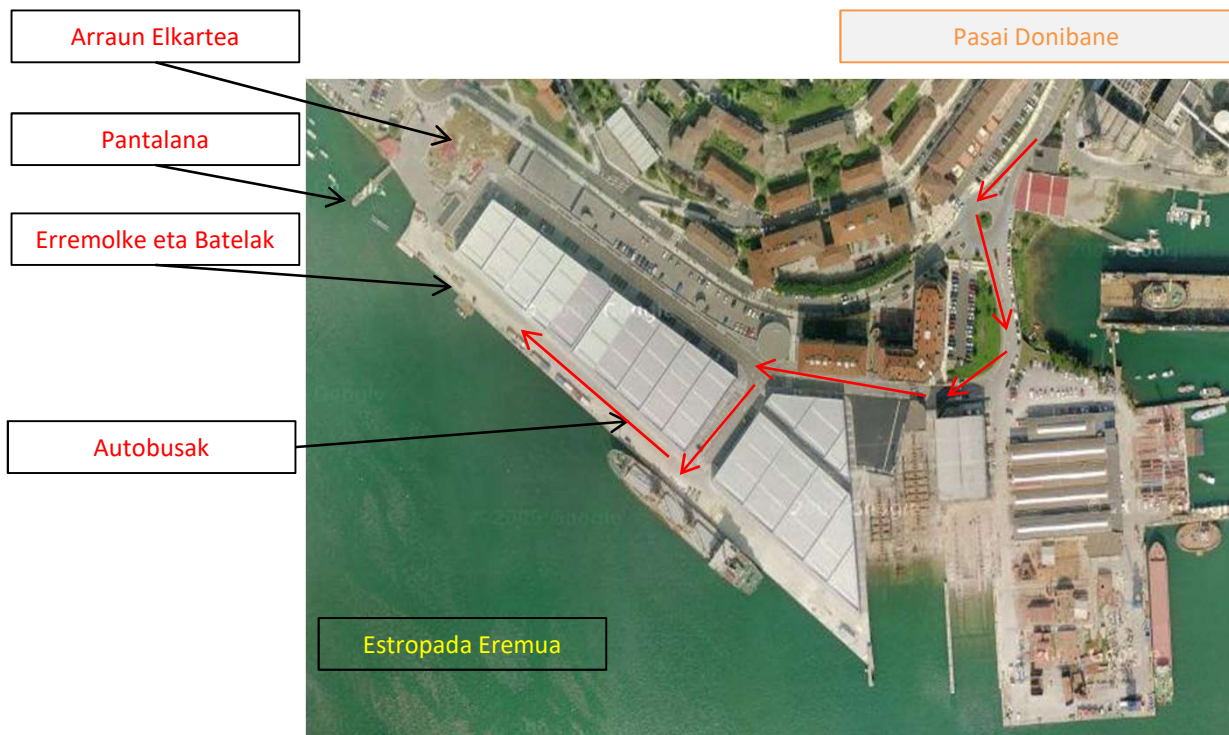 Arraun Elkartea
Pasai Donibane
Pantalana
Erremolke eta Batelak
Autobusak
Estropada Eremua